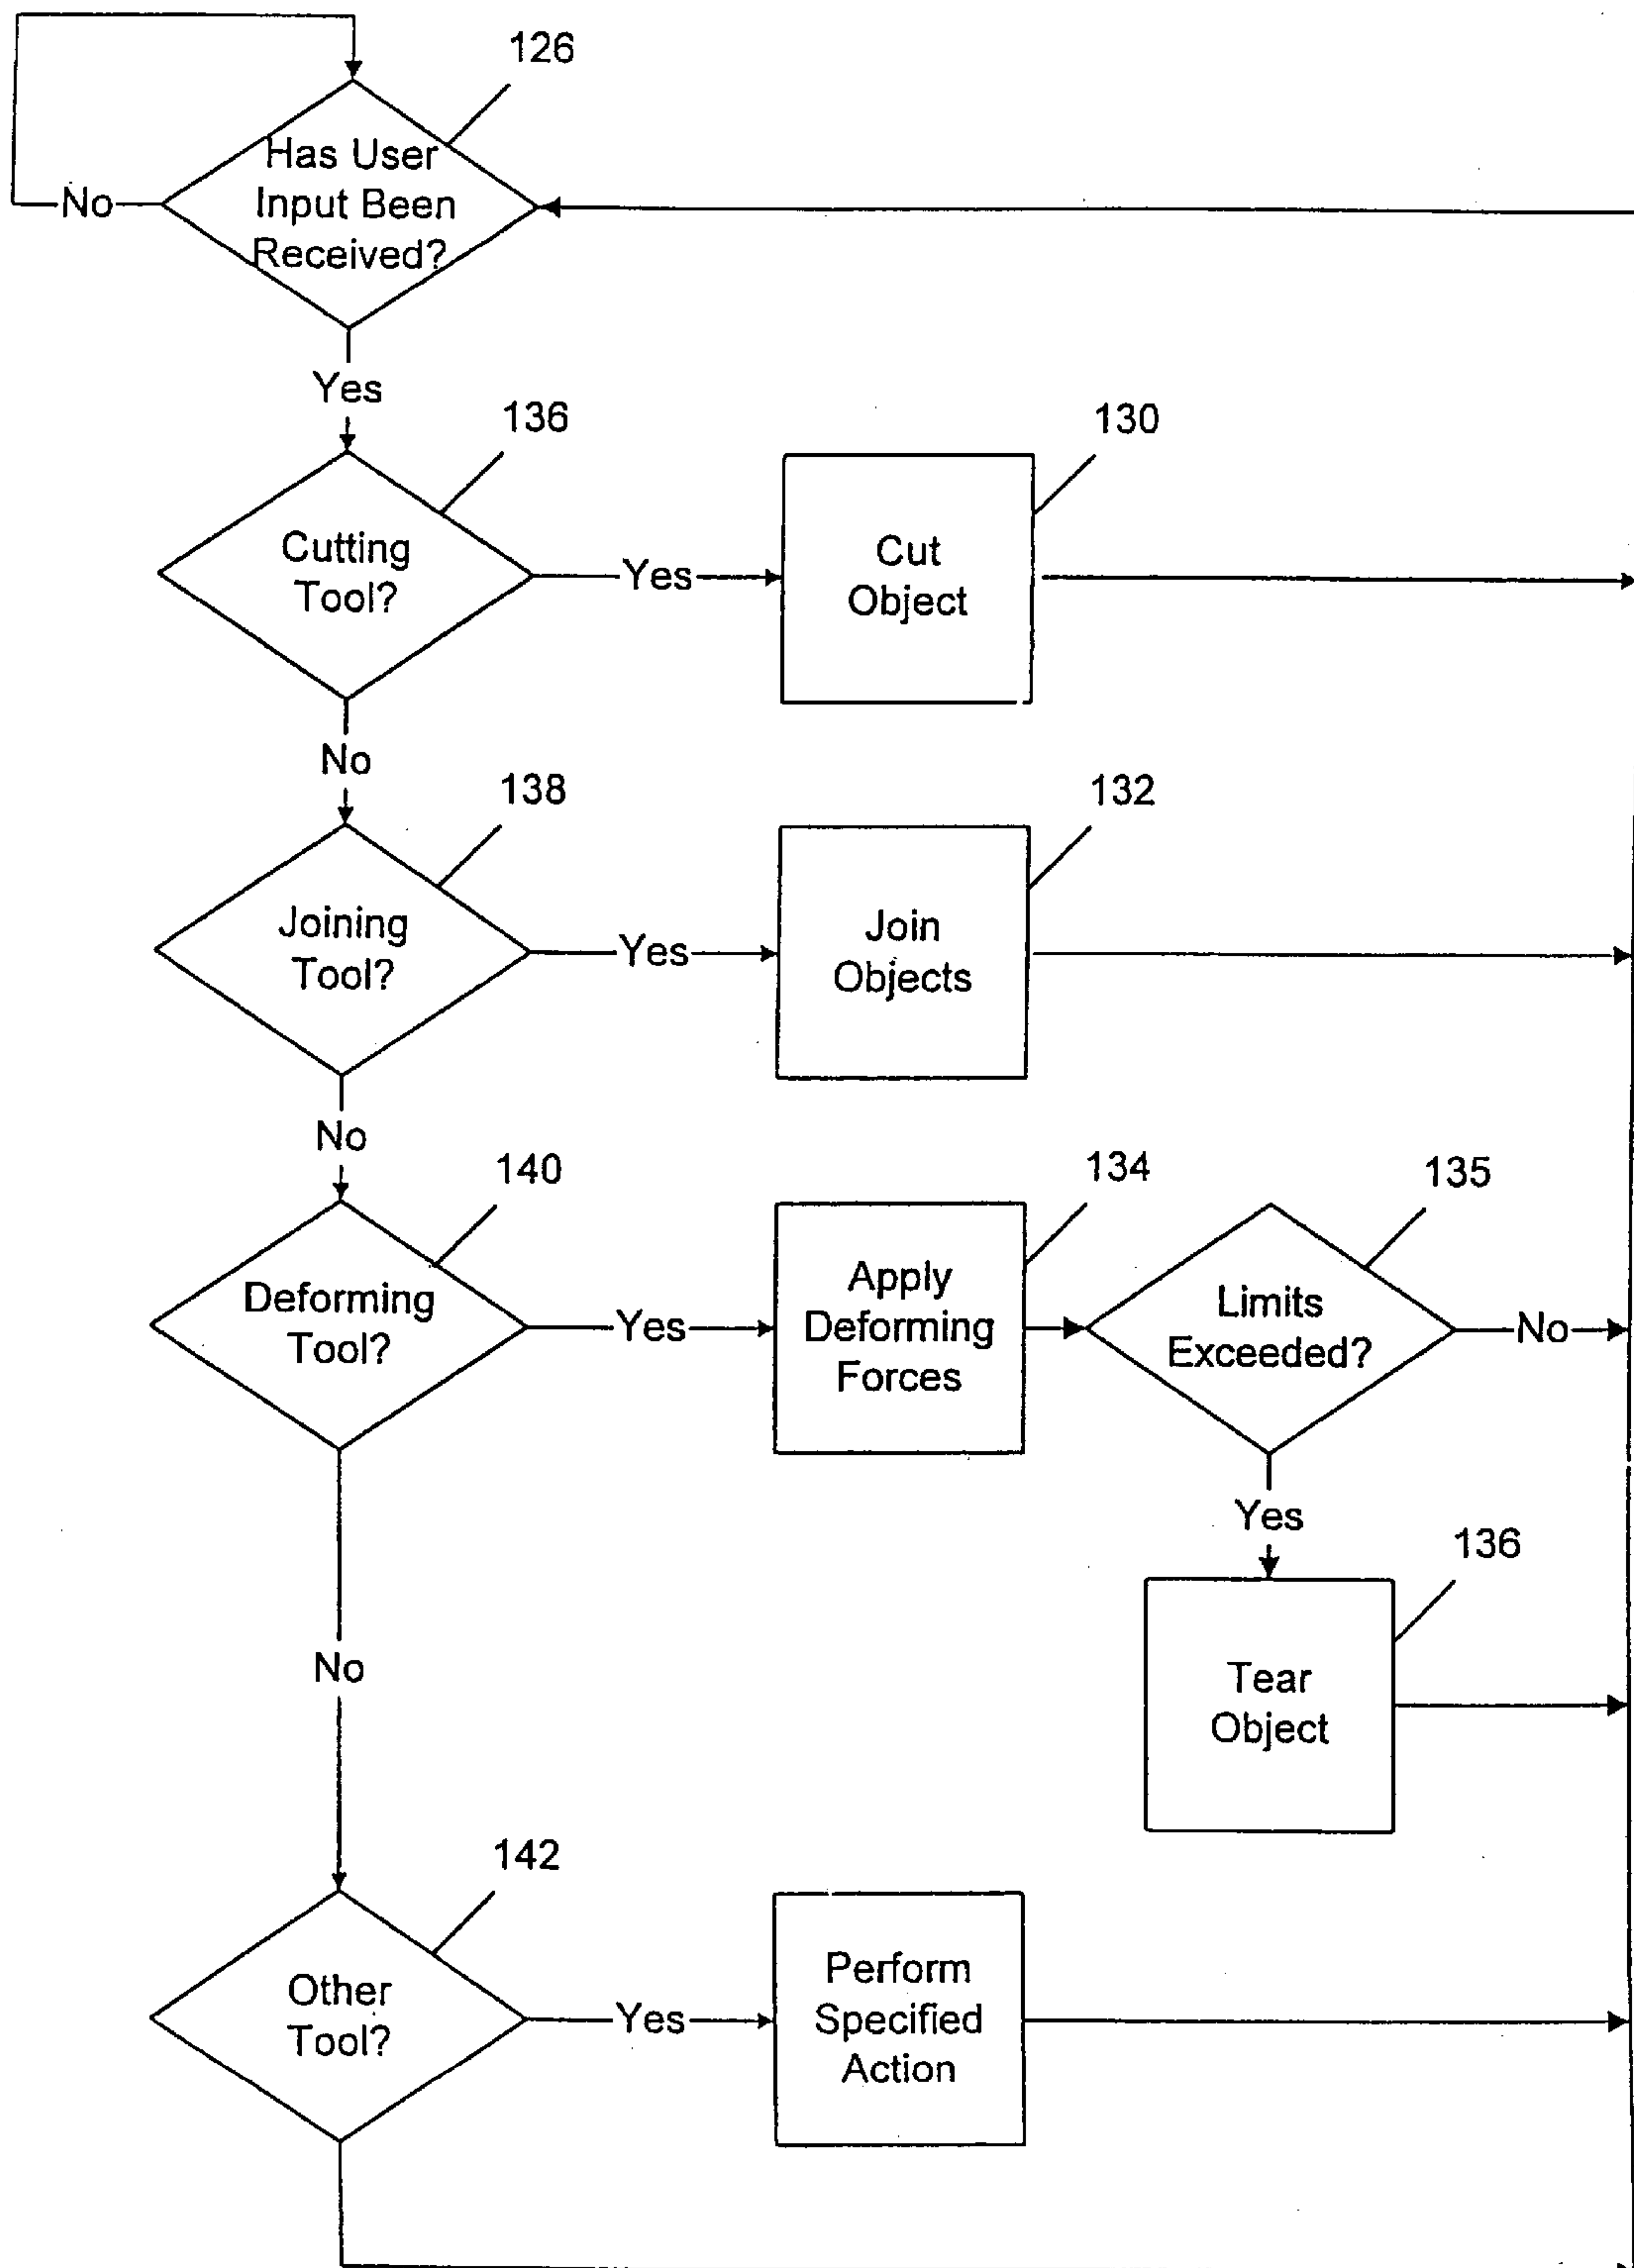 126
Has User
Input Been
Received?
No
Yes
136
130
Cutting
Tool?
Yes
Cut
Object
No
138
132
Joining
Tool?
Yes
Join
Objects
No
140
134
135
Deforming
Tool?
Yes
Apply
Deforming
Forces
Limits
Exceeded?
No
Yes
136
Tear
Object
No
142
Other
Tool?
Yes
Perform
Specified
Action